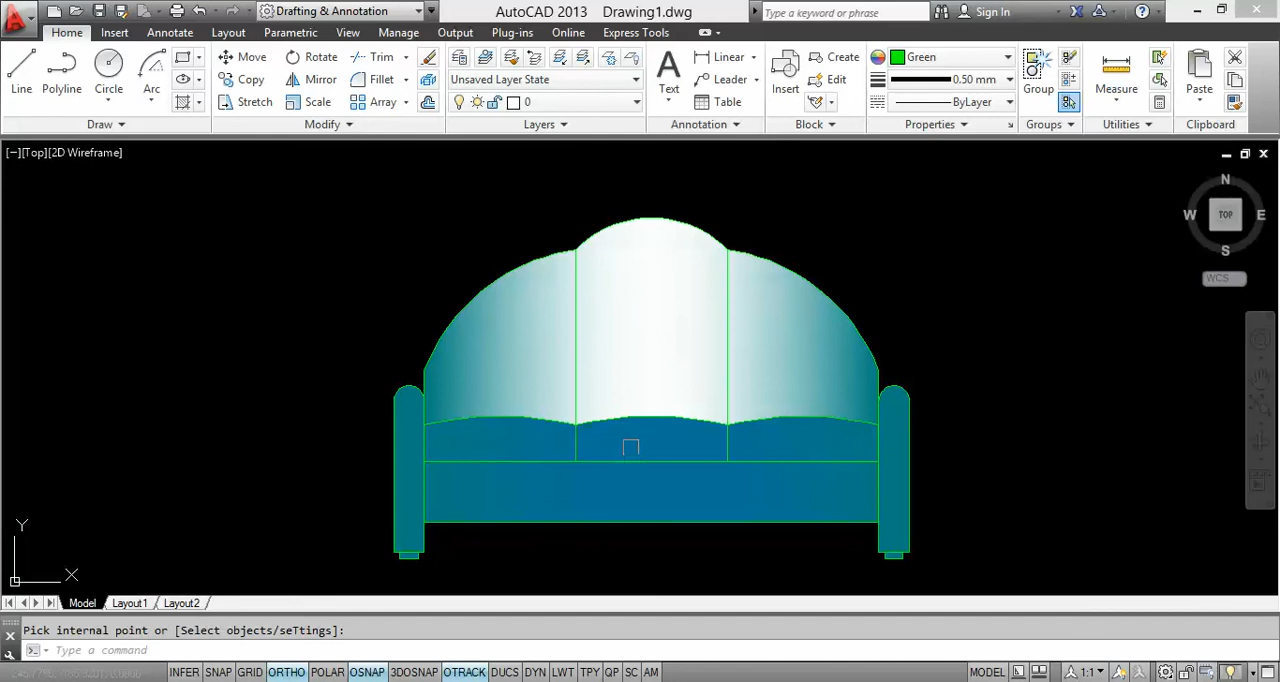 Drafting & Annotation
AutoCAD 2013 Drawing1.dwg
Type a keyword or phrase
Sign In
Home Insert Annotate Layout Parametric View Manage Output Plug-ins Online Express Tools
Line Polyline Circle Arc
Move Rotate Trim
Copy Mirror Fillet
Stretch Scale Array
Unsaved Layer State
0
Text
Linear
Leader
Table
Insert
Create
Edit
Green
0.50 mm
ByLayer
Group
Measure
Paste
Draw Modify Layers Annotation Block Properties Groups Utilities Clipboard
[−][Top][2D Wireframe]
N
W TOP E
S
WCS
Y
X
Model Layout1 Layout2
Pick internal point or [Select objects/seTtings]:
Type a command
INFER SNAP GRID ORTHO POLAR OSNAP 3DOSNAP OTRACK DUCS DYN LWT TPY QP SC AM MODEL 1:1